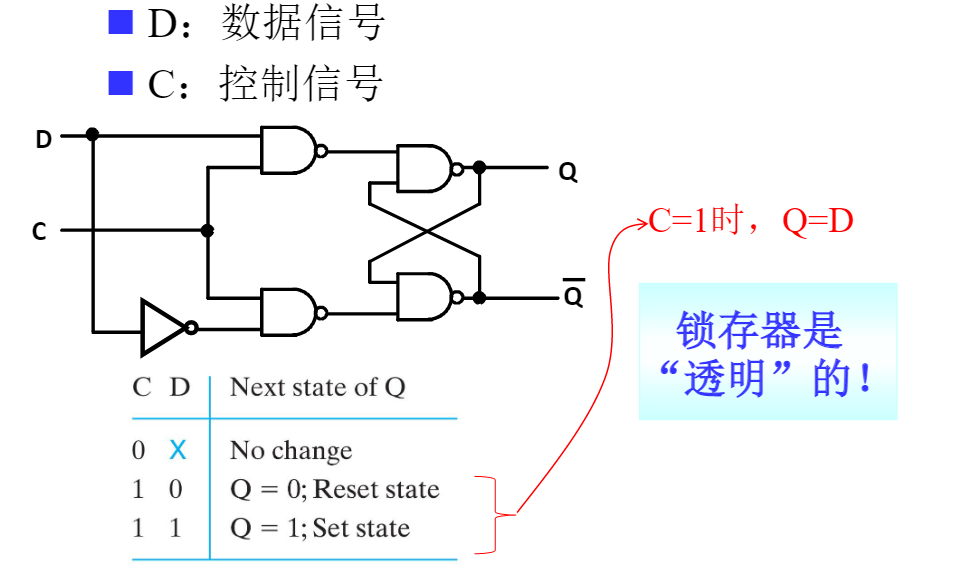 D：数据信号
C：控制信号
D
Q
C
C=1时，Q=D
Q̅
锁存器是
“透明”的！
C D Next state of Q
0 X No change
1 0 Q = 0; Reset state
1 1 Q = 1; Set state